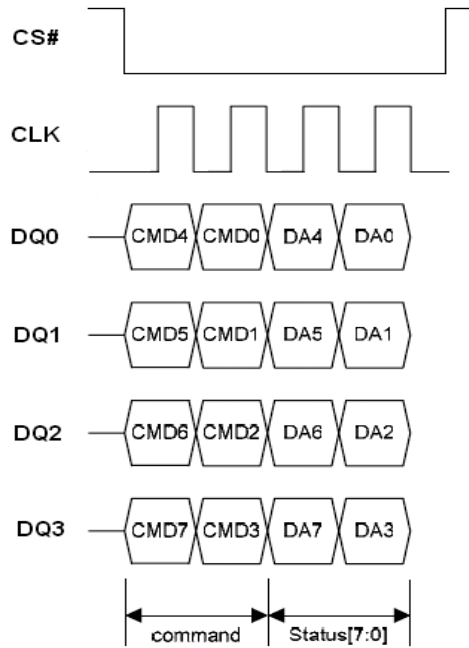 CS#
CLK
DQ0 CMD4 CMD0 DA4 DA0
DQ1 CMD5 CMD1 DA5 DA1
DQ2 CMD6 CMD2 DA6 DA2
DQ3 CMD7 CMD3 DA7 DA3
command Status[7:0]